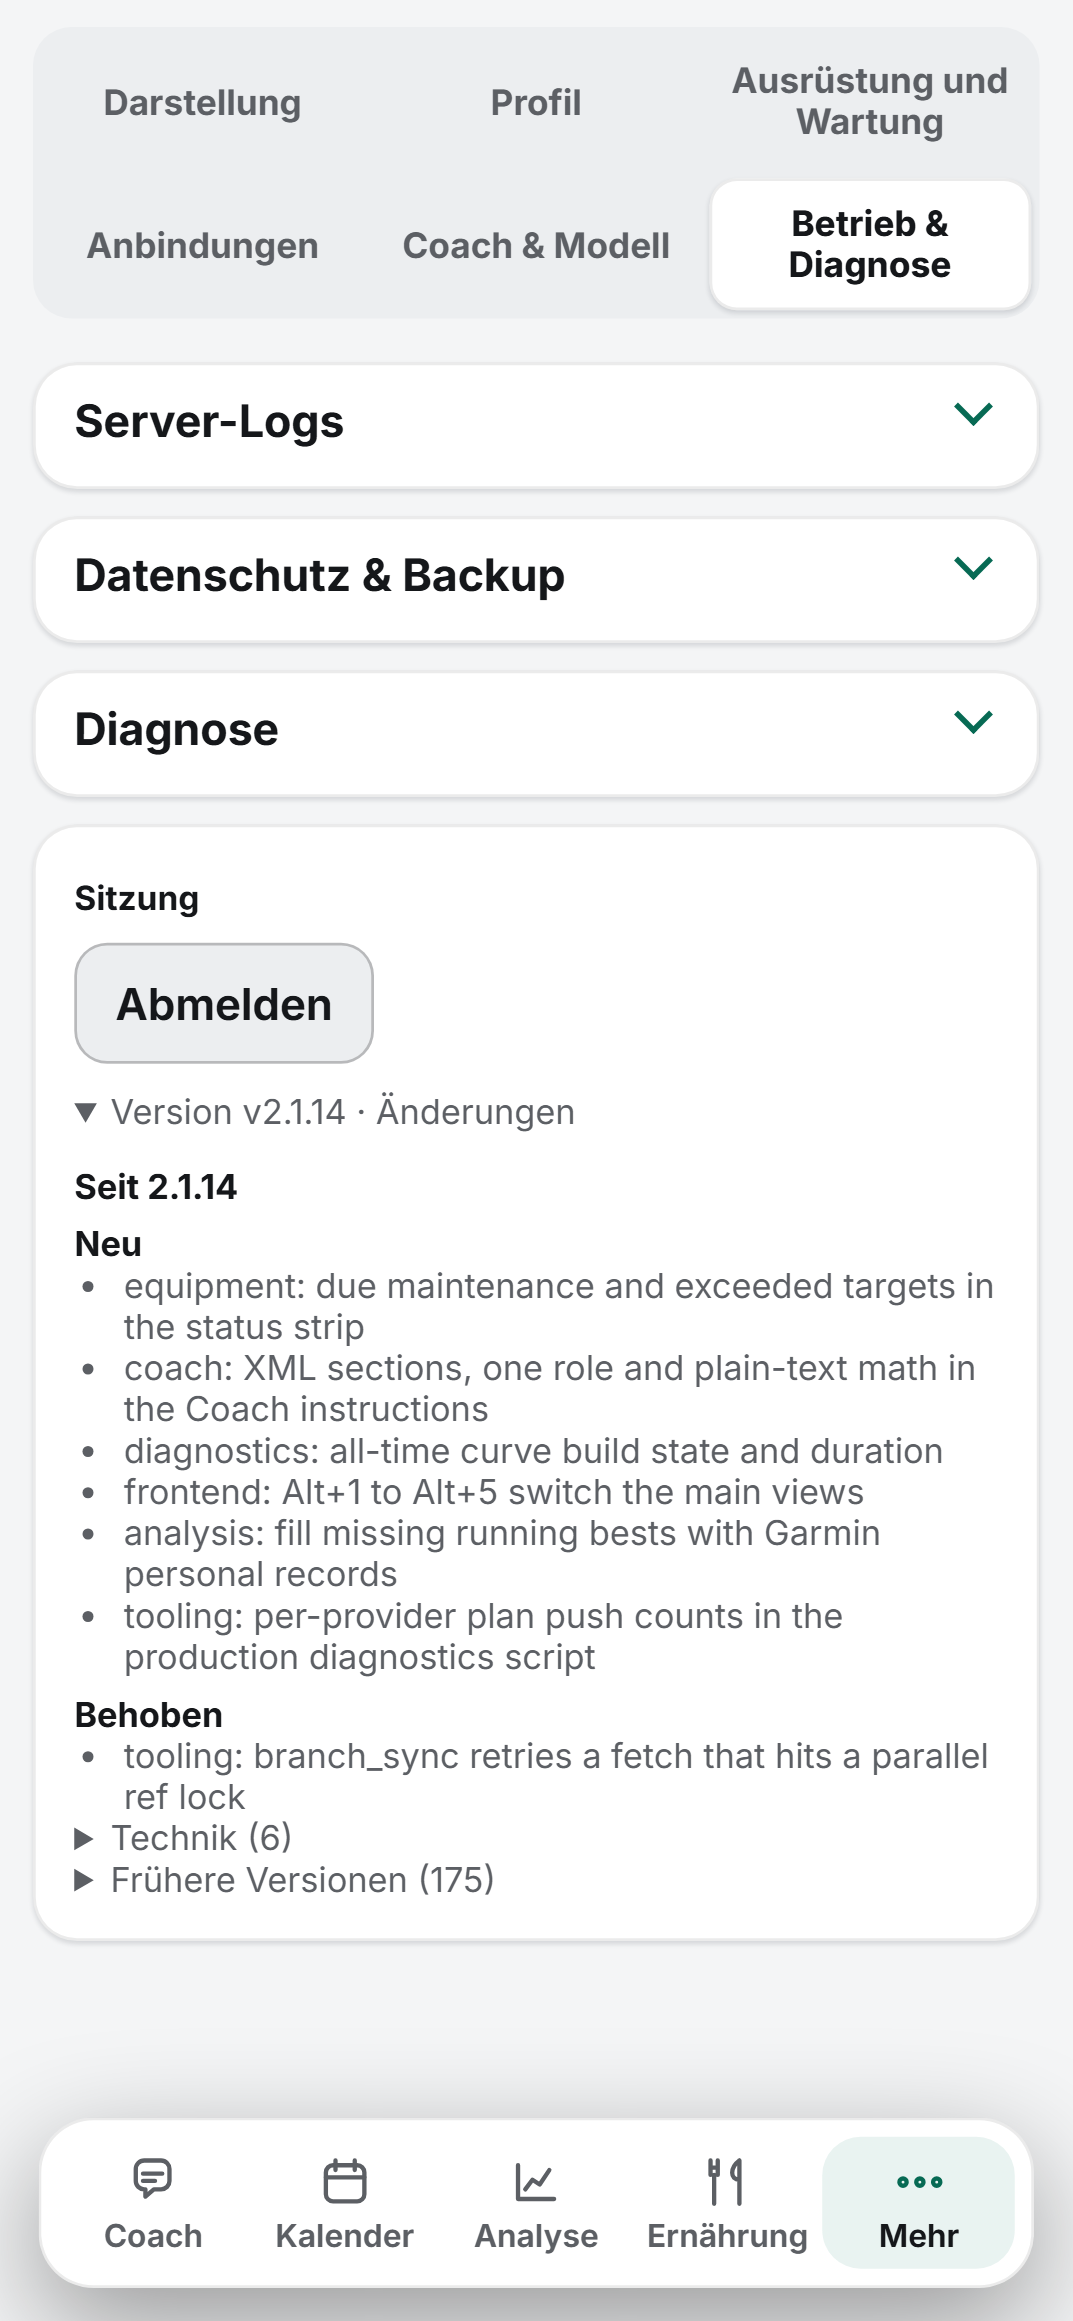 Darstellung
Profil
Ausrüstung und
Wartung
Anbindungen
Coach & Modell
Betrieb &
Diagnose
Server-Logs
Datenschutz & Backup
Diagnose
Sitzung
Abmelden
▼ Version v2.1.14 · Änderungen
Seit 2.1.14
Neu
• equipment: due maintenance and exceeded targets in
the status strip
• coach: XML sections, one role and plain-text math in
the Coach instructions
• diagnostics: all-time curve build state and duration
• frontend: Alt+1 to Alt+5 switch the main views
• analysis: fill missing running bests with Garmin
personal records
• tooling: per-provider plan push counts in the
production diagnostics script
Behoben
• tooling: branch_sync retries a fetch that hits a parallel
ref lock
▶ Technik (6)
▶ Frühere Versionen (175)
Coach
Kalender
Analyse
Ernährung
Mehr